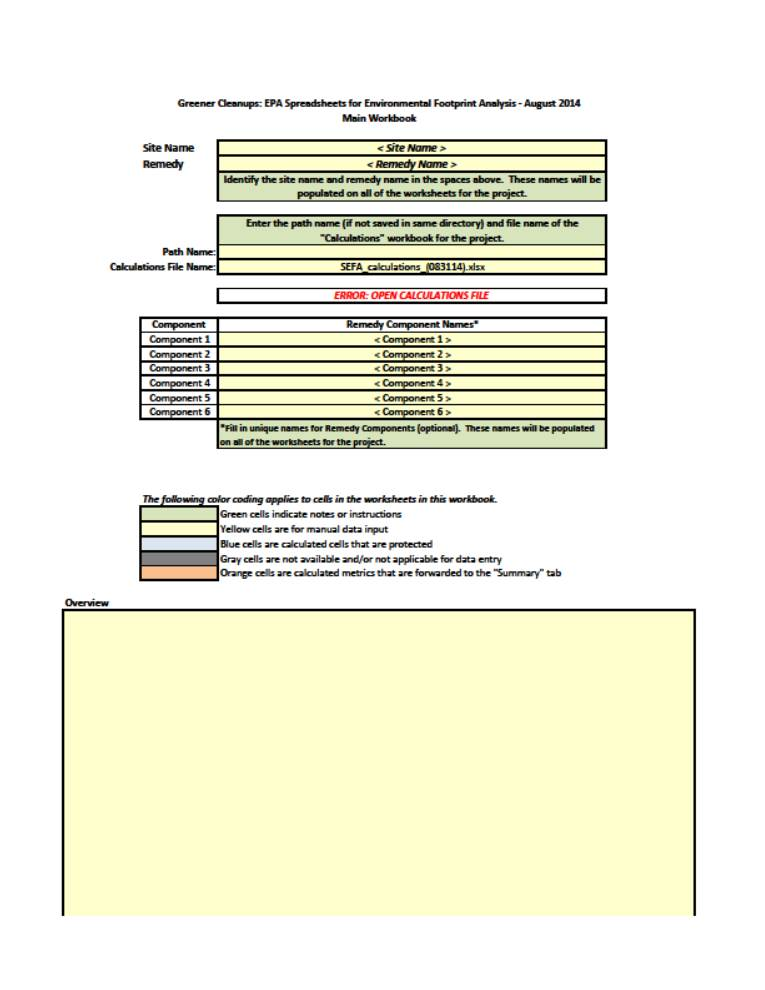 Greener Cleanups: EPA Spreadsheets for Environmental Footprint Analysis - August 2014
Main Workbook
Site Name < Site Name >
Remedy < Remedy Name >
Identify the site name and remedy name in the spaces above. These names will be
populated on all of the worksheets for the project.
Enter the path name (if not saved in same directory) and file name of the
"Calculations" workbook for the project.
Path Name:
Calculations File Name: SEFA_calculations_(083114).xlsx
ERROR: OPEN CALCULATIONS FILE
Component Remedy Component Names*
Component 1 < Component 1 >
Component 2 < Component 2 >
Component 3 < Component 3 >
Component 4 < Component 4 >
Component 5 < Component 5 >
Component 6 < Component 6 >
*Fill in unique names for Remedy Components (optional). These names will be populated
on all of the worksheets for the project.
The following color coding applies to cells in the worksheets in this workbook.
Green cells indicate notes or instructions
Yellow cells are for manual data input
Blue cells are calculated cells that are protected
Gray cells are not available and/or not applicable for data entry
Orange cells are calculated metrics that are forwarded to the "Summary" tab
Overview